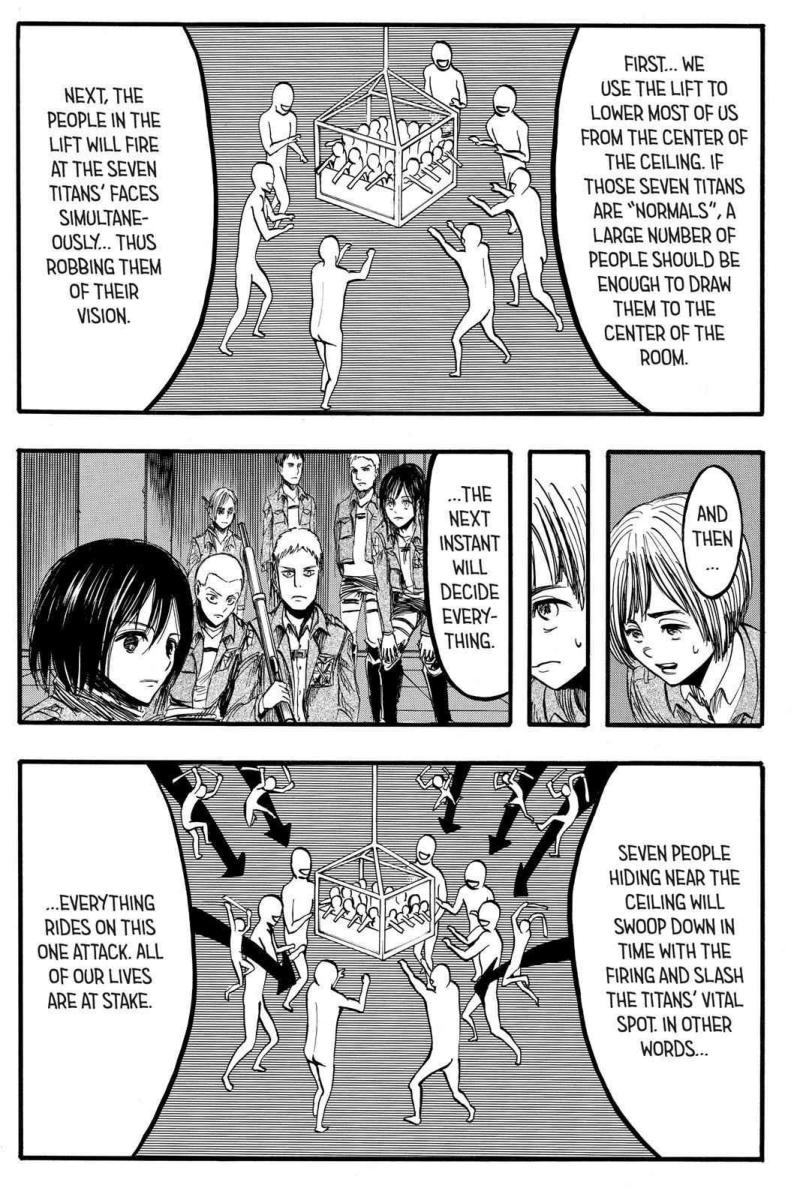 FIRST... WE
USE THE LIFT TO
LOWER MOST OF US
FROM THE CENTER OF
THE CEILING. IF
THOSE SEVEN TITANS
ARE “NORMALS”, A
LARGE NUMBER OF
PEOPLE SHOULD BE
ENOUGH TO DRAW
THEM TO THE
CENTER OF THE
ROOM.
NEXT, THE
PEOPLE IN THE
LIFT WILL FIRE
AT THE SEVEN
TITANS’ FACES
SIMULTANE-
OUSLY... THUS
ROBBING THEM
OF THEIR
VISION.
AND
THEN
...
...THE
NEXT
INSTANT
WILL
DECIDE
EVERY-
THING.
SEVEN PEOPLE
HIDING NEAR THE
CEILING WILL
SWOOP DOWN IN
TIME WITH THE
FIRING AND SLASH
THE TITANS’ VITAL
SPOT. IN OTHER
WORDS...
...EVERYTHING
RIDES ON THIS
ONE ATTACK. ALL
OF OUR LIVES
ARE AT STAKE.